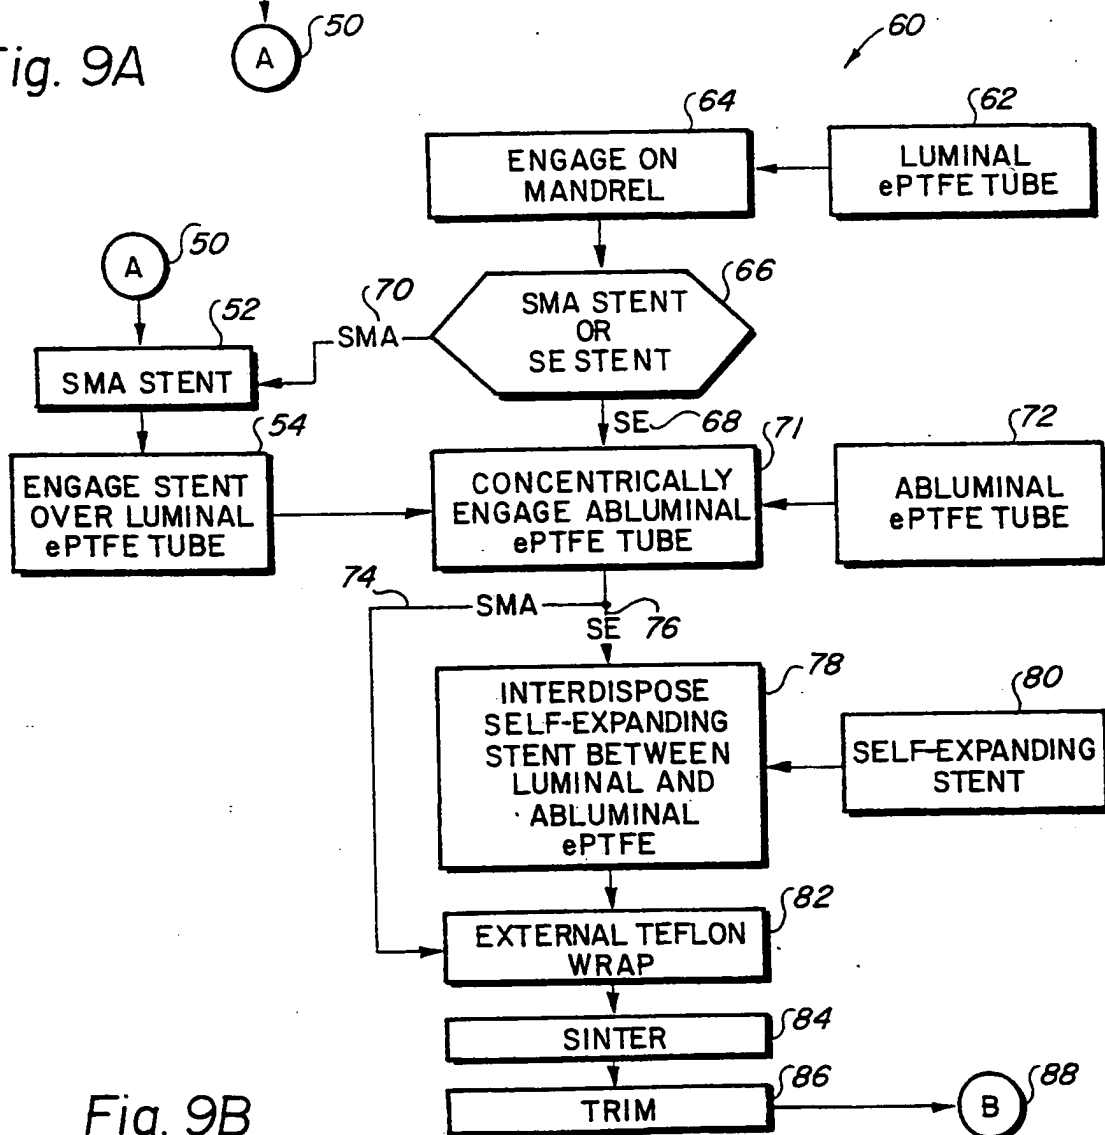 50
A
Fig. 9A
60
64
62
ENGAGE ON
MANDREL
LUMINAL
ePTFE TUBE
50
A
52
SMA STENT
70
SMA
66
SMA STENT
OR
SE STENT
SE 68
54
ENGAGE STENT
OVER LUMINAL
ePTFE TUBE
71
CONCENTRICALLY
ENGAGE ABLUMINAL
ePTFE TUBE
72
ABLUMINAL
ePTFE TUBE
74
SMA
SE 76
78
INTERDISPOSE
SELF-EXPANDING
STENT BETWEEN
LUMINAL AND
ABLUMINAL
ePTFE
80
SELF-EXPANDING
STENT
82
EXTERNAL TEFLON
WRAP
84
SINTER
86
TRIM
88
B
Fig. 9B